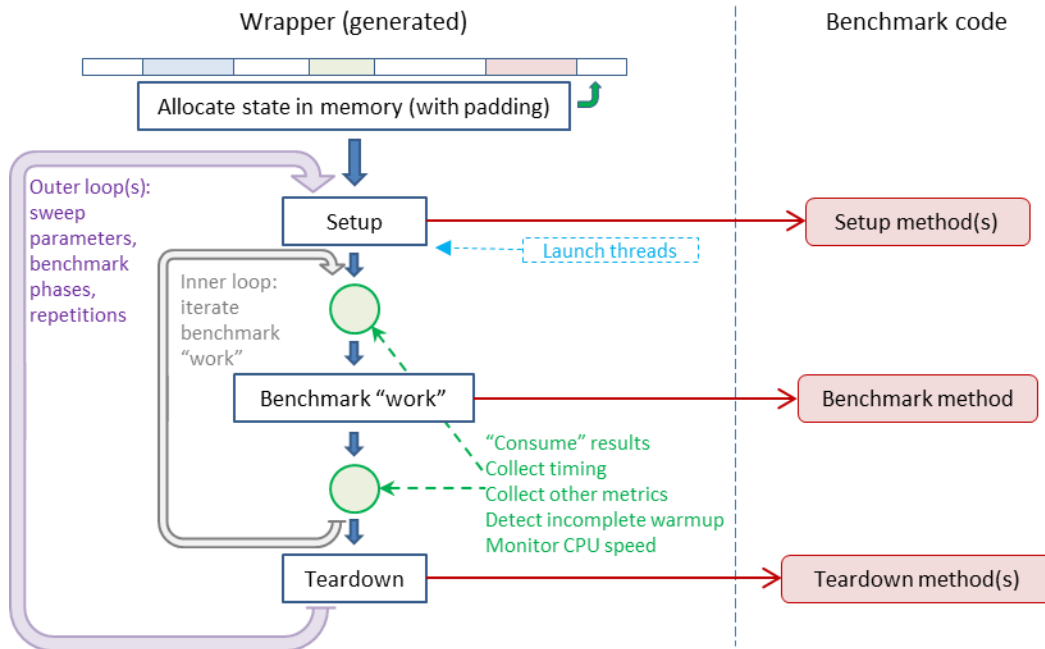 Wrapper (generated)
Benchmark code
Allocate state in memory (with padding)
Outer loop(s):
sweep
parameters,
benchmark
phases,
repetitions
Setup
Setup method(s)
Launch threads
Inner loop:
iterate
benchmark
“work”
Benchmark “work”
Benchmark method
“Consume” results
Collect timing
Collect other metrics
Detect incomplete warmup
Monitor CPU speed
Teardown
Teardown method(s)